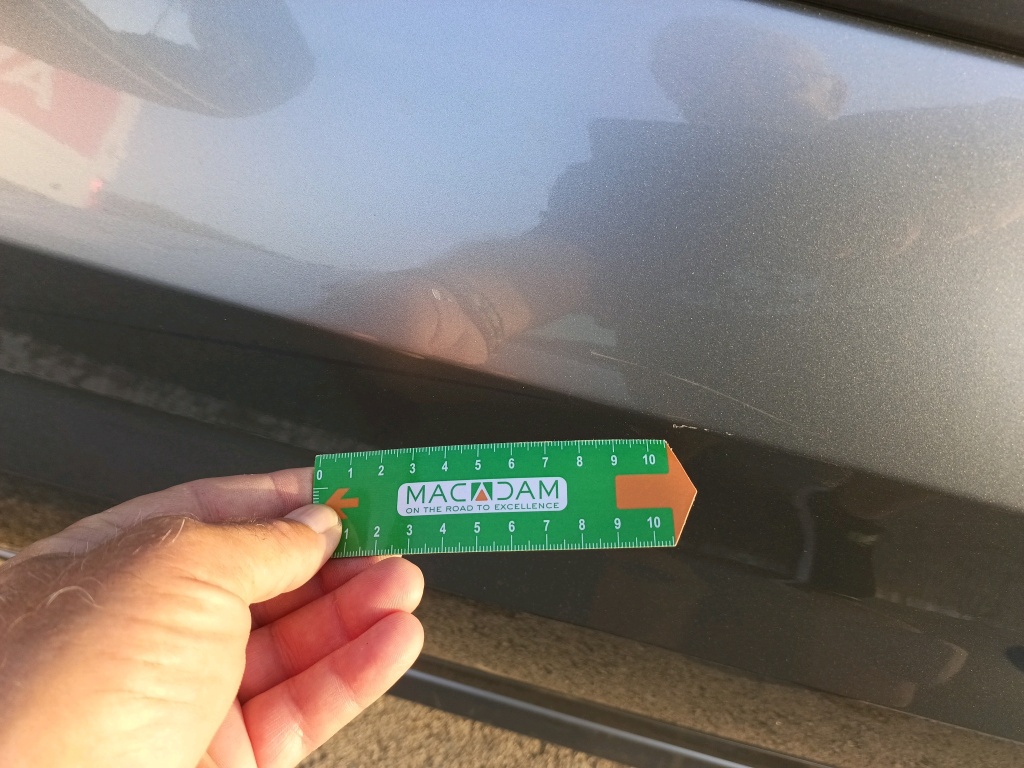 A
0 1 2 3 4 5 6 7 8 9 10
MACADAM
ON THE ROAD TO EXCELLENCE
1 2 3 4 5 6 7 8 9 10